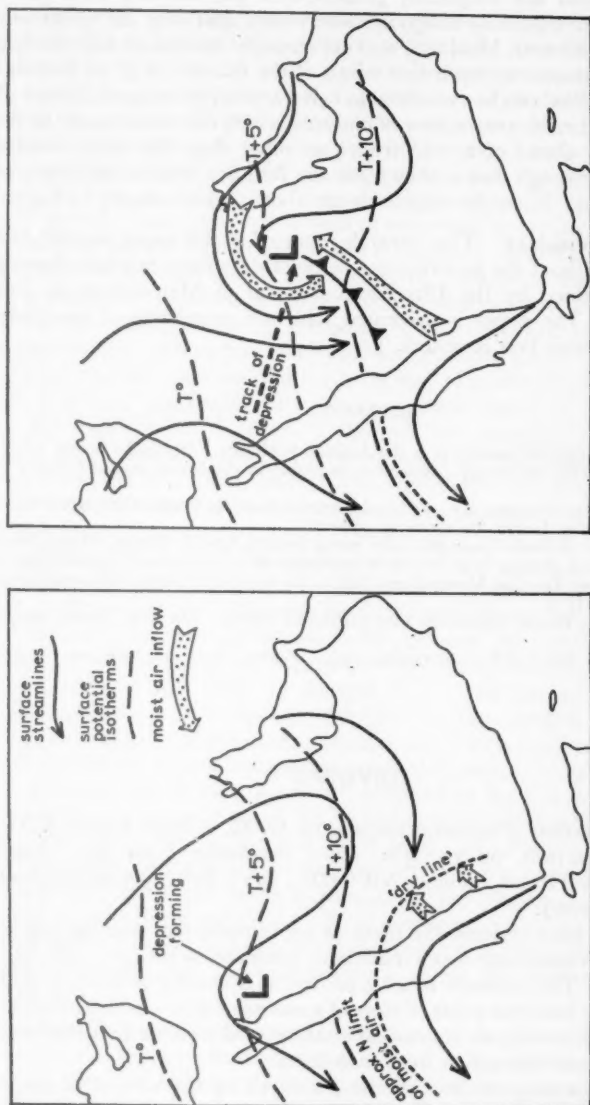 surface
streamlines
surface
potential
isotherms
moist air inflow
T°
T+5°
depression
forming
L
T+10°
'dry line'
approx. N limit
of moist air
T°
T+5°
L
track of
depression
T+10°